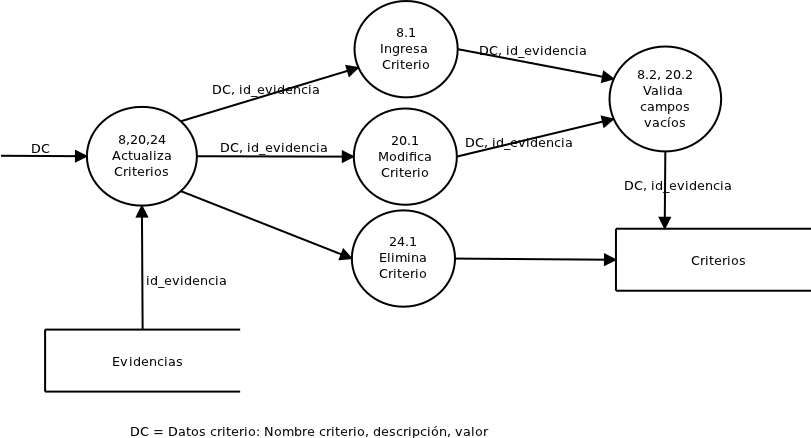 8.1
Ingresa
Criterio
DC, id_evidencia
8.2, 20.2
Valida
campos
vacíos
DC, id_evidencia
8,20,24
Actualiza
Criterios
DC
DC, id_evidencia
20.1
Modifica
Criterio
DC, id_evidencia
DC, id_evidencia
24.1
Elimina
Criterio
Criterios
id_evidencia
Evidencias
DC = Datos criterio: Nombre criterio, descripción, valor